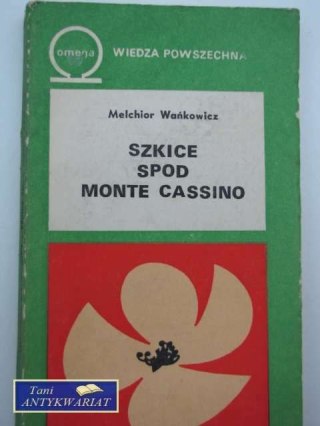 omega
WIEDZA POWSZECHNA
Melchior Wańkowicz
SZKICE
SPOD
MONTE CASSINO
Tani
ANTYKWARIAT